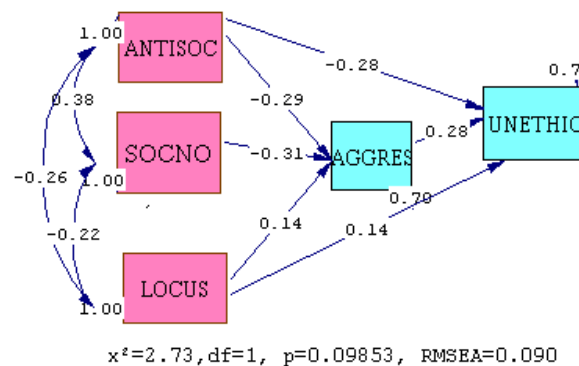 1.00
ANTISOC
0.7
-0.28
0.38
-0.29
UNETHIC
SOCNO
-0.31
AGGRES
0.28
-0.26
1.00
0.70
-0.22
0.14
0.14
LOCUS
1.00
x²=2.73,df=1, p=0.09853, RMSEA=0.090